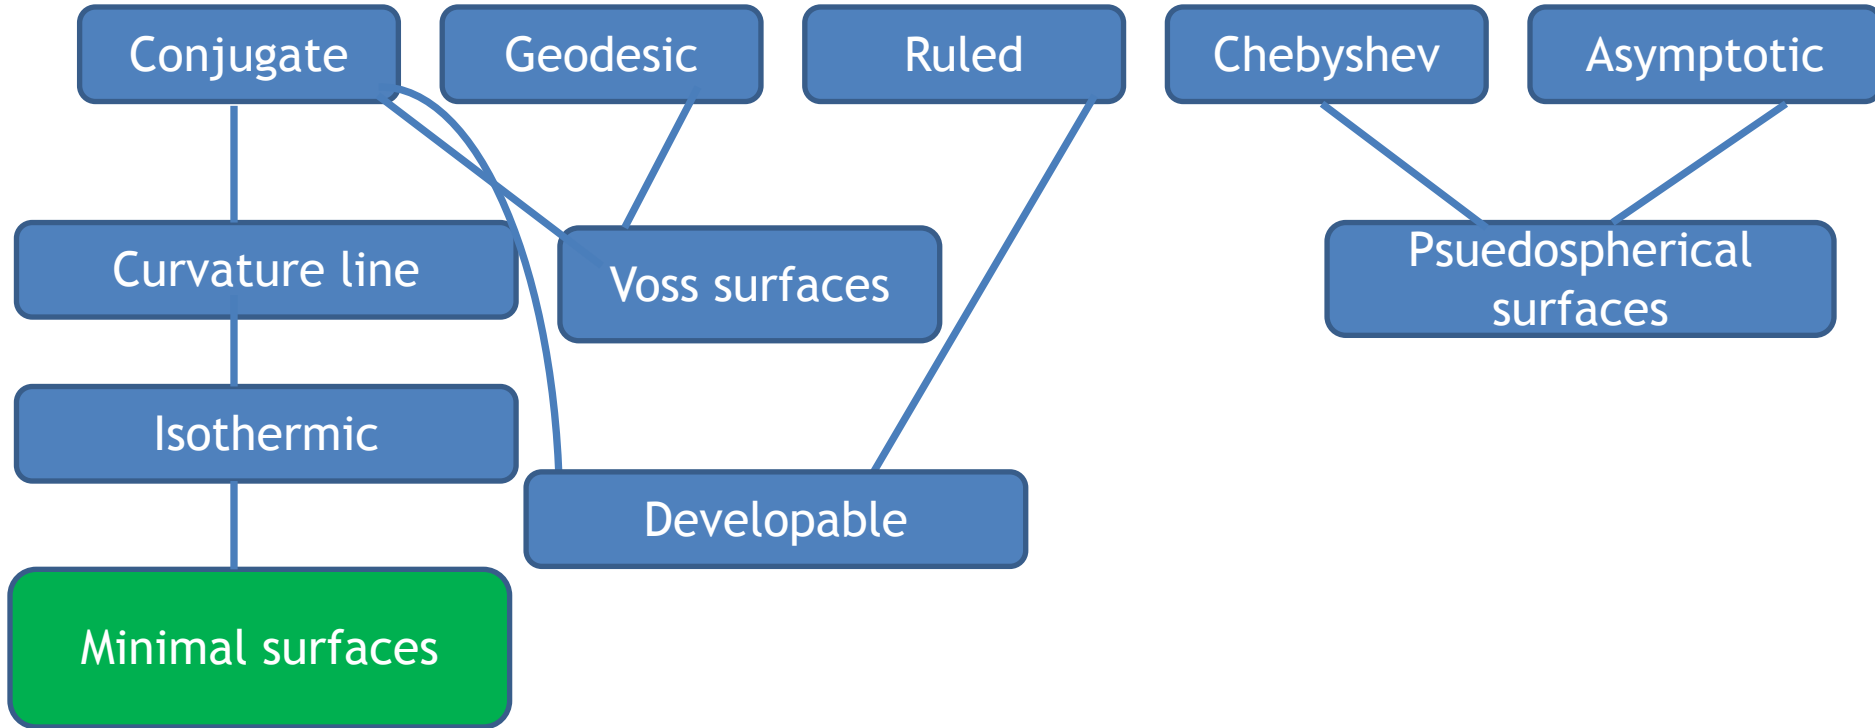 Conjugate
Geodesic
Ruled
Chebyshev
Asymptotic
Curvature line
Voss surfaces
Psuedospherical
surfaces
Isothermic
Developable
Minimal surfaces